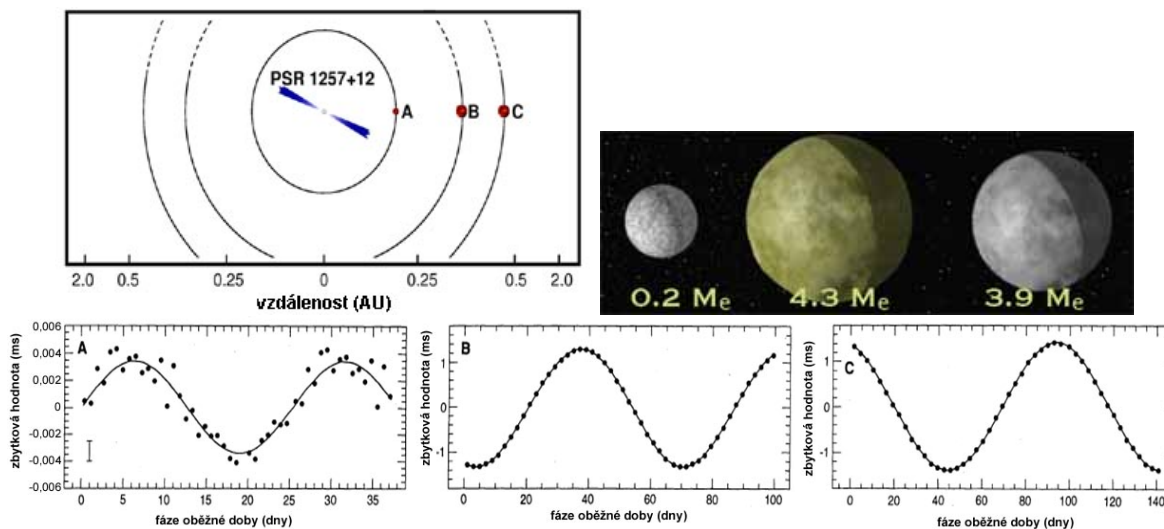 PSR 1257+12
A
B
C
2.0 0.5 0.25 0 0.25 0.5 2.0
vzdálenost (AU)
0.2 Me 4.3 Me 3.9 Me
A
zbytková hodnota (ms)
0,006
0,004
0,002
0
-0,002
-0,004
-0,006
0 5 10 15 20 25 30 35
fáze oběžné doby (dny)
B
zbytková hodnota (ms)
1
0
-1
0 20 40 60 80 100
fáze oběžné doby (dny)
C
zbytková hodnota (ms)
1
0
-1
0 20 40 60 80 100 120 140
fáze oběžné doby (dny)